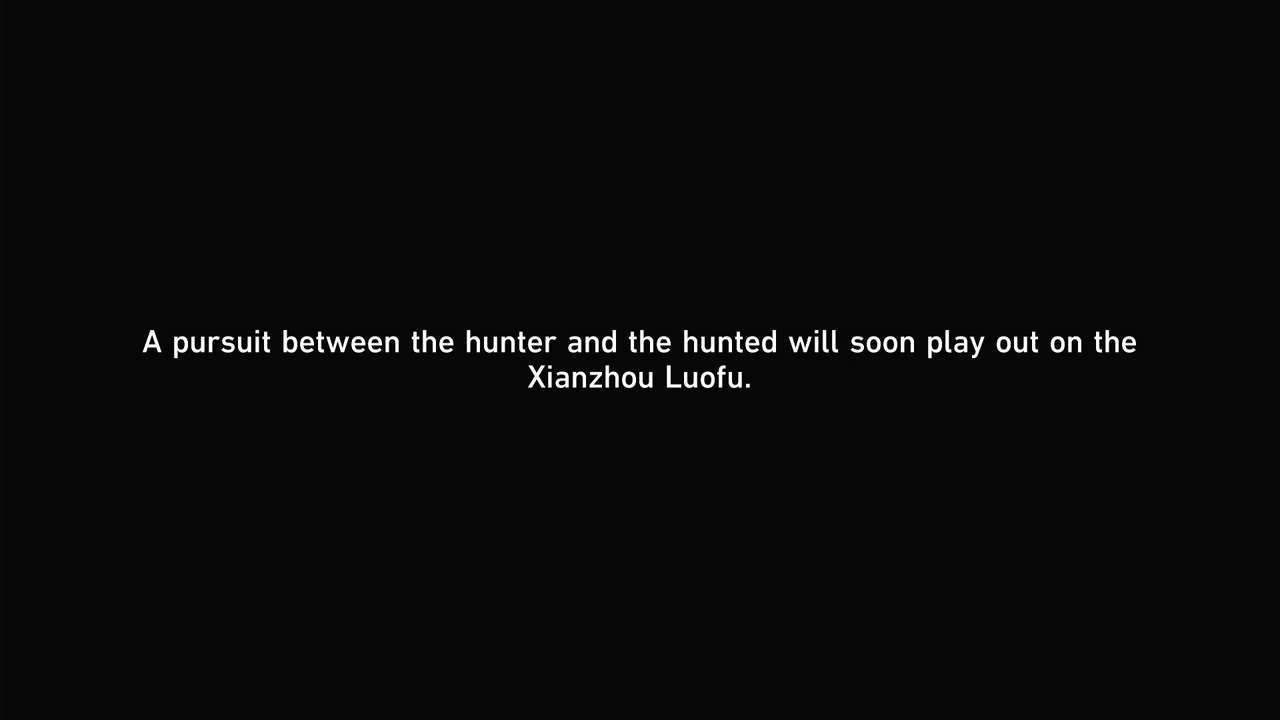 A pursuit between the hunter and the hunted will soon play out on the
Xianzhou Luofu.